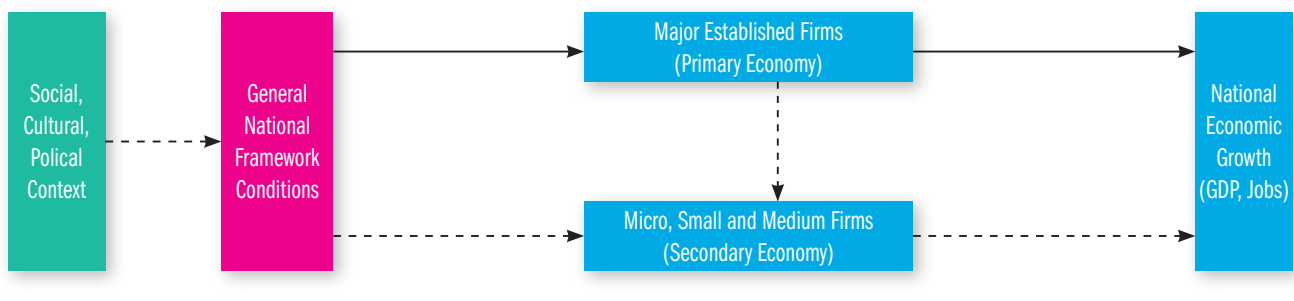 Social,
Cultural,
Polical
Context
General
National
Framework
Conditions
Major Established Firms
(Primary Economy)
Micro, Small and Medium Firms
(Secondary Economy)
National
Economic
Growth
(GDP, Jobs)